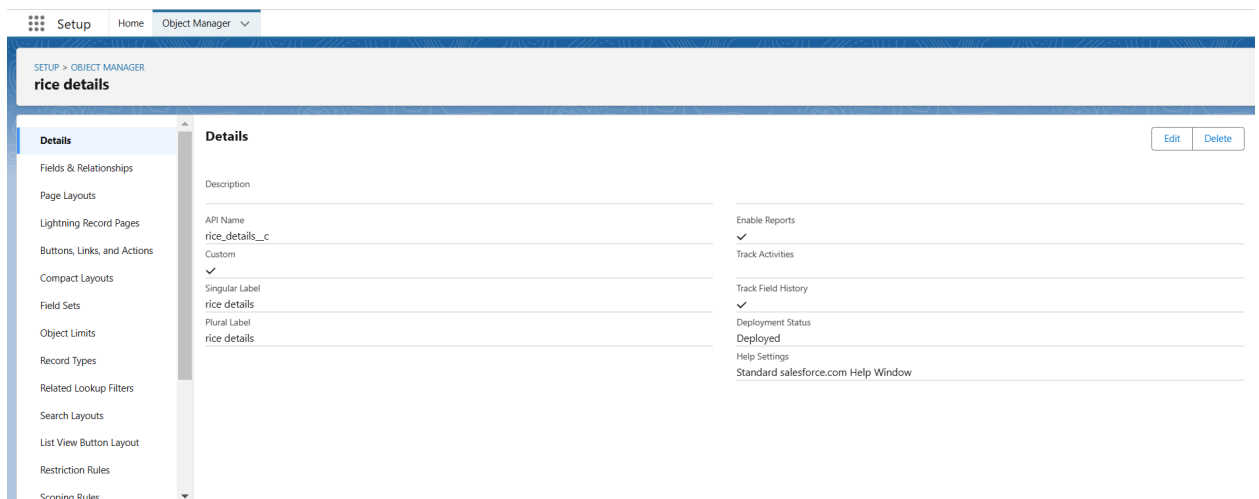 Setup Home Object Manager
SETUP > OBJECT MANAGER
rice details
Details
Fields & Relationships
Page Layouts
Lightning Record Pages
Buttons, Links, and Actions
Compact Layouts
Field Sets
Object Limits
Record Types
Related Lookup Filters
Search Layouts
List View Button Layout
Restriction Rules
Scoping Rules
Details
Edit Delete
Description
API Name
rice_details__c
Custom
Singular Label
rice details
Plural Label
rice details
Enable Reports
Track Activities
Track Field History
Deployment Status
Deployed
Help Settings
Standard salesforce.com Help Window